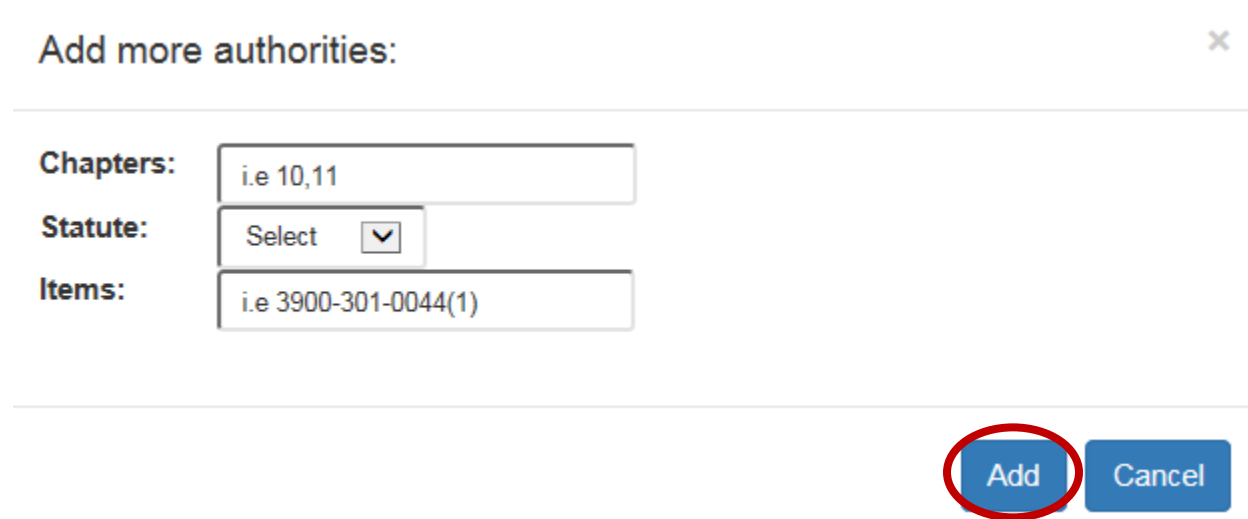 Add more authorities: ×
Chapters: i.e 10,11
Statute: Select
Items: i.e 3900-301-0044(1)
Add Cancel